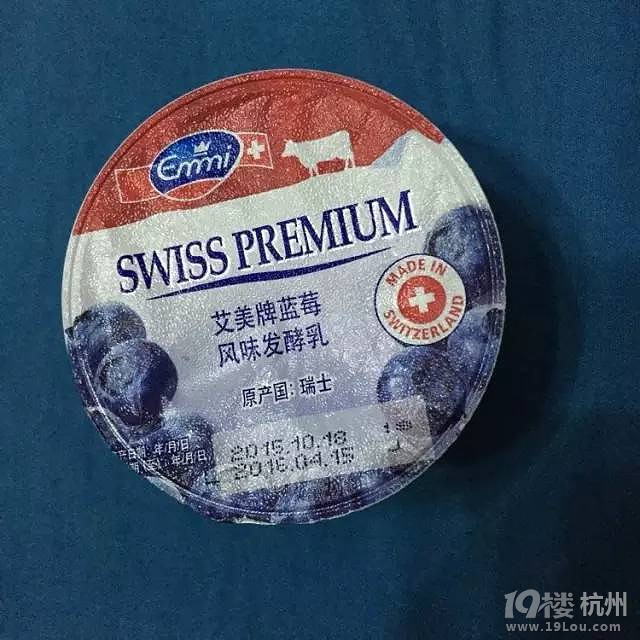 Emmi
SWISS PREMIUM
MADE IN
SWITZERLAND
艾美牌蓝莓
风味发酵乳
原产国: 瑞士
2015.10.18
2016.04.15
19楼 杭州
www.19Lou.com